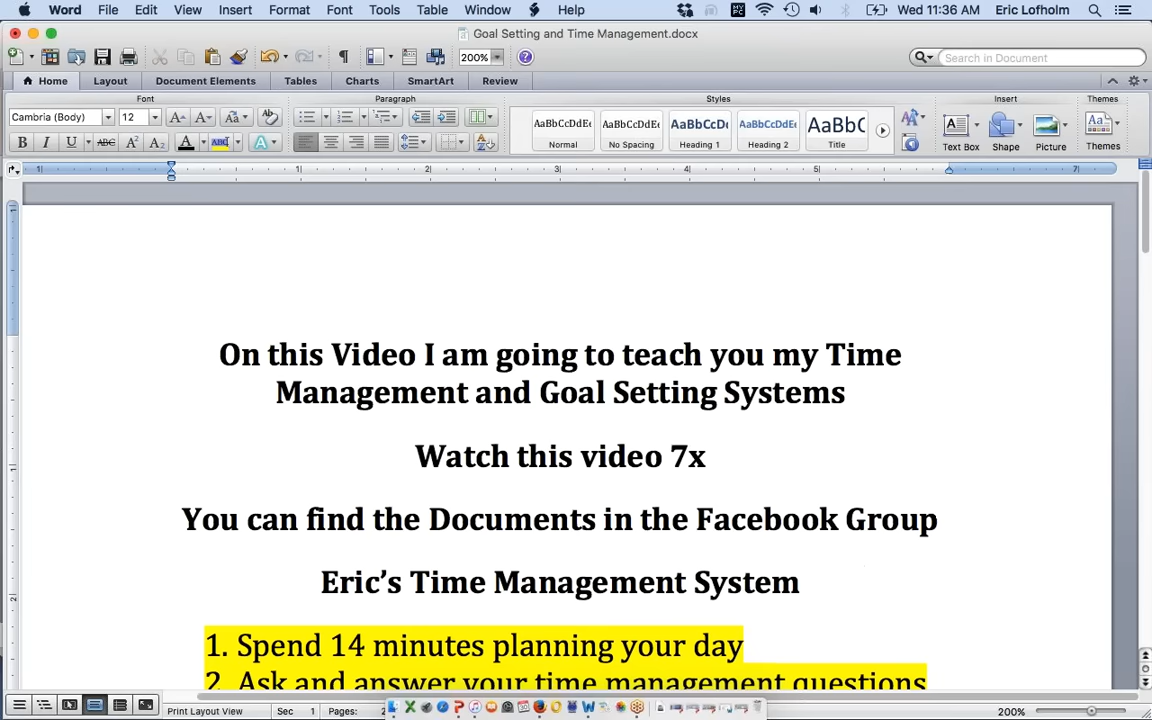 Word File Edit View Insert Format Font Tools Table Window Help Wed 11:36 AM Eric Lofholm
Goal Setting and Time Management.docx
200% Search in Document
Home Layout Document Elements Tables Charts SmartArt Review
Font Paragraph Styles Insert Themes
Cambria (Body) 12 AaBbCcDdEe AaBbCcDdEe AaBbCcDc AaBbCcDdEe AaBbC
Normal No Spacing Heading 1 Heading 2 Title Text Box Shape Picture Themes
On this Video I am going to teach you my Time
Management and Goal Setting Systems
Watch this video 7x
You can find the Documents in the Facebook Group
Eric’s Time Management System
1. Spend 14 minutes planning your day
2. Ask and answer your time management questions
Print Layout View Sec 1 Pages: 200%